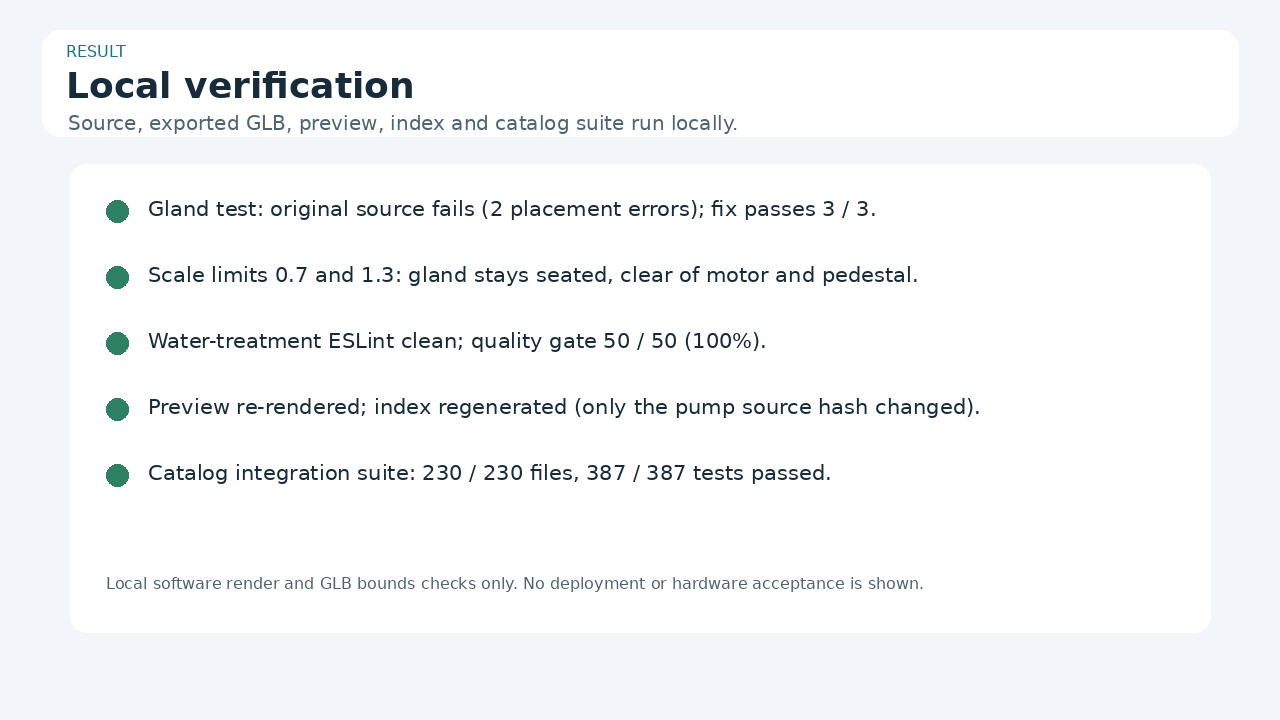 RESULT
Local verification
Source, exported GLB, preview, index and catalog suite run locally.
Gland test: original source fails (2 placement errors); fix passes 3 / 3.
Scale limits 0.7 and 1.3: gland stays seated, clear of motor and pedestal.
Water-treatment ESLint clean; quality gate 50 / 50 (100%).
Preview re-rendered; index regenerated (only the pump source hash changed).
Catalog integration suite: 230 / 230 files, 387 / 387 tests passed.
Local software render and GLB bounds checks only. No deployment or hardware acceptance is shown.